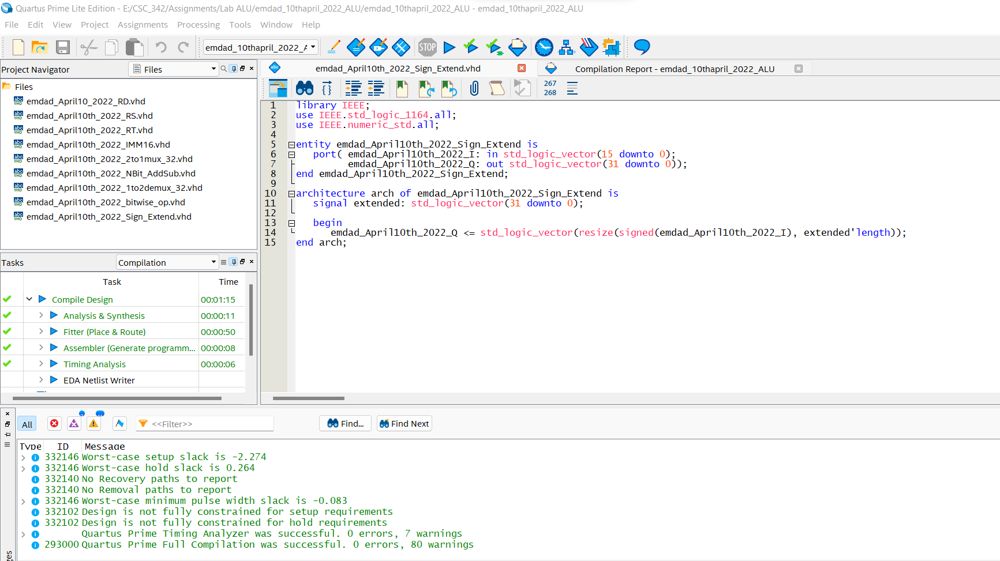 Quartus Prime Lite Edition - E:/CSC_342/Assignments/Lab ALU/emdad_10thapril_2022_ALU/emdad_10thapril_2022_ALU - emdad_10thapril_2022_ALU
File Edit View Project Assignments Processing Tools Window Help
emdad_10thapril_2022_A
STOP
Project Navigator
Files
Files
emdad_April10_2022_RD.vhd
emdad_April10th_2022_RS.vhd
emdad_April10th_2022_RT.vhd
emdad_April10th_2022_IMM16.vhd
emdad_April10th_2022_2to1mux_32.vhd
emdad_April10th_2022_NBit_AddSub.vhd
emdad_April10th_2022_1to2demux_32.vhd
emdad_April10th_2022_bitwise_op.vhd
emdad_April10th_2022_Sign_Extend.vhd
Tasks
Compilation
Task Time
Compile Design 00:01:15
Analysis & Synthesis 00:00:11
Fitter (Place & Route) 00:00:50
Assembler (Generate programm... 00:00:08
Timing Analysis 00:00:06
EDA Netlist Writer
emdad_April10th_2022_Sign_Extend.vhd
Compilation Report - emdad_10thapril_2022_ALU
267
268
1 library IEEE;
2 use IEEE.std_logic_1164.all;
3 use IEEE.numeric_std.all;
4
5 entity emdad_April10th_2022_Sign_Extend is
6 port( emdad_April10th_2022_I: in std_logic_vector(15 downto 0);
7 emdad_April10th_2022_Q: out std_logic_vector(31 downto 0));
8 end emdad_April10th_2022_Sign_Extend;
9
10 architecture arch of emdad_April10th_2022_Sign_Extend is
11 signal extended: std_logic_vector(31 downto 0);
12
13 begin
14 emdad_April10th_2022_Q <= std_logic_vector(resize(signed(emdad_April10th_2022_I), extended'length));
15 end arch;
All
<<Filter>>
Find...
Find Next
Type ID Message
332146 Worst-case setup slack is -2.274
332146 Worst-case hold slack is 0.264
332140 No Recovery paths to report
332140 No Removal paths to report
332146 Worst-case minimum pulse width slack is -0.083
332102 Design is not fully constrained for setup requirements
332102 Design is not fully constrained for hold requirements
Quartus Prime Timing Analyzer was successful. 0 errors, 7 warnings
293000 Quartus Prime Full Compilation was successful. 0 errors, 80 warnings